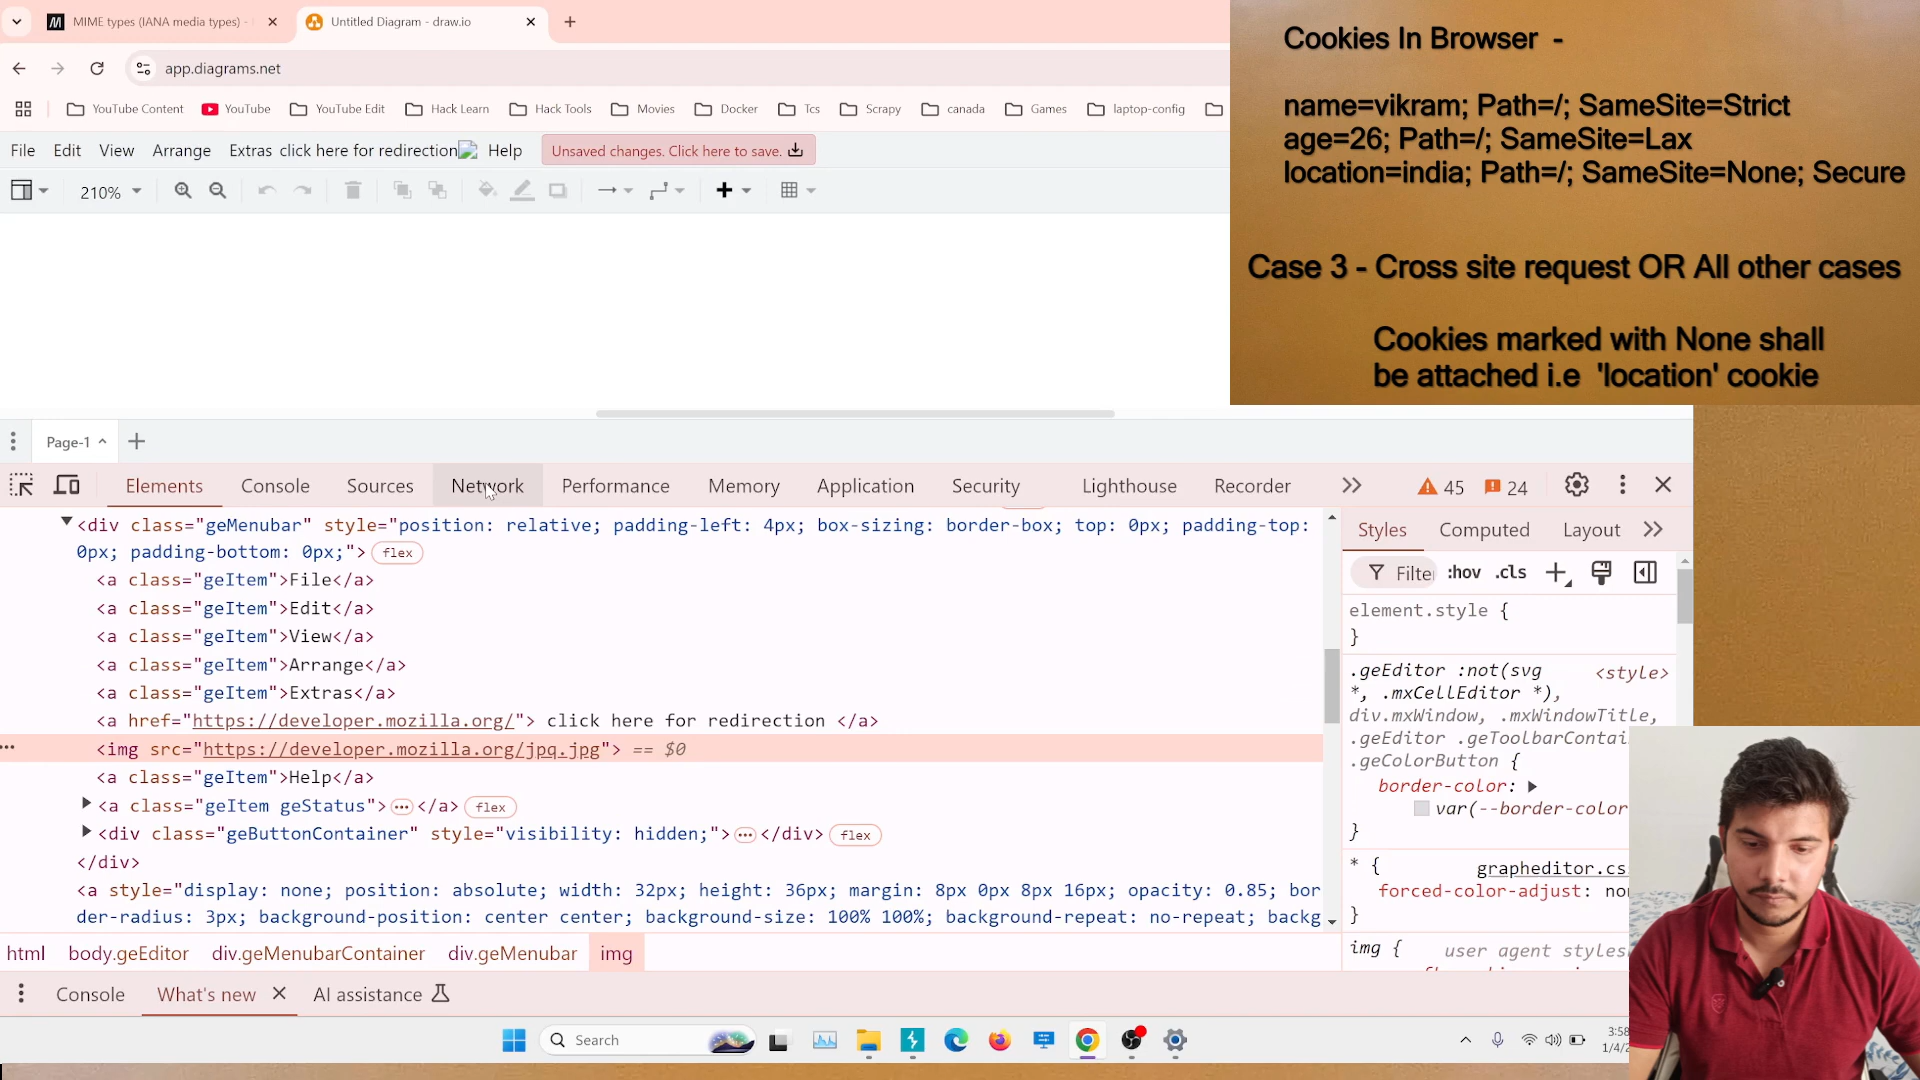 MIME types (IANA media types) -
Untitled Diagram - draw.io
app.diagrams.net
YouTube Content
YouTube
YouTube Edit
Hack Learn
Hack Tools
Movies
Docker
Tcs
Scrapy
canada
Games
laptop-config
File Edit View Arrange Extras click here for redirection Help
Unsaved changes. Click here to save.
210%
Cookies In Browser -
name=vikram; Path=/; SameSite=Strict
age=26; Path=/; SameSite=Lax
location=india; Path=/; SameSite=None; Secure
Case 3 - Cross site request OR All other cases
Cookies marked with None shall
be attached i.e 'location' cookie
Page-1
Elements Console Sources Network Performance Memory Application Security Lighthouse Recorder
45 24
<div class="geMenubar" style="position: relative; padding-left: 4px; box-sizing: border-box; top: 0px; padding-top:
0px; padding-bottom: 0px;"> flex
<a class="geItem">File</a>
<a class="geItem">Edit</a>
<a class="geItem">View</a>
<a class="geItem">Arrange</a>
<a class="geItem">Extras</a>
<a href="https://developer.mozilla.org/"> click here for redirection </a>
<img src="https://developer.mozilla.org/jpq.jpg"> == $0
<a class="geItem">Help</a>
<a class="geItem geStatus"> … </a> flex
<div class="geButtonContainer" style="visibility: hidden;"> … </div> flex
</div>
<a style="display: none; position: absolute; width: 32px; height: 36px; margin: 8px 0px 8px 16px; opacity: 0.85; bor
der-radius: 3px; background-position: center center; background-size: 100% 100%; background-repeat: no-repeat; backg
Styles Computed Layout
Filter :hov .cls
element.style {
}
.geEditor :not(svg <style>
*, .mxCellEditor *),
div.mxWindow, .mxWindowTitle,
.geEditor .geToolbarContai
.geColorButton {
border-color:
var(--border-color
}
* { grapheditor.cs
forced-color-adjust: no
}
img { user agent styles
html body.geEditor div.geMenubarContainer div.geMenubar img
Console What's new AI assistance
Search
3:58
1/4/2